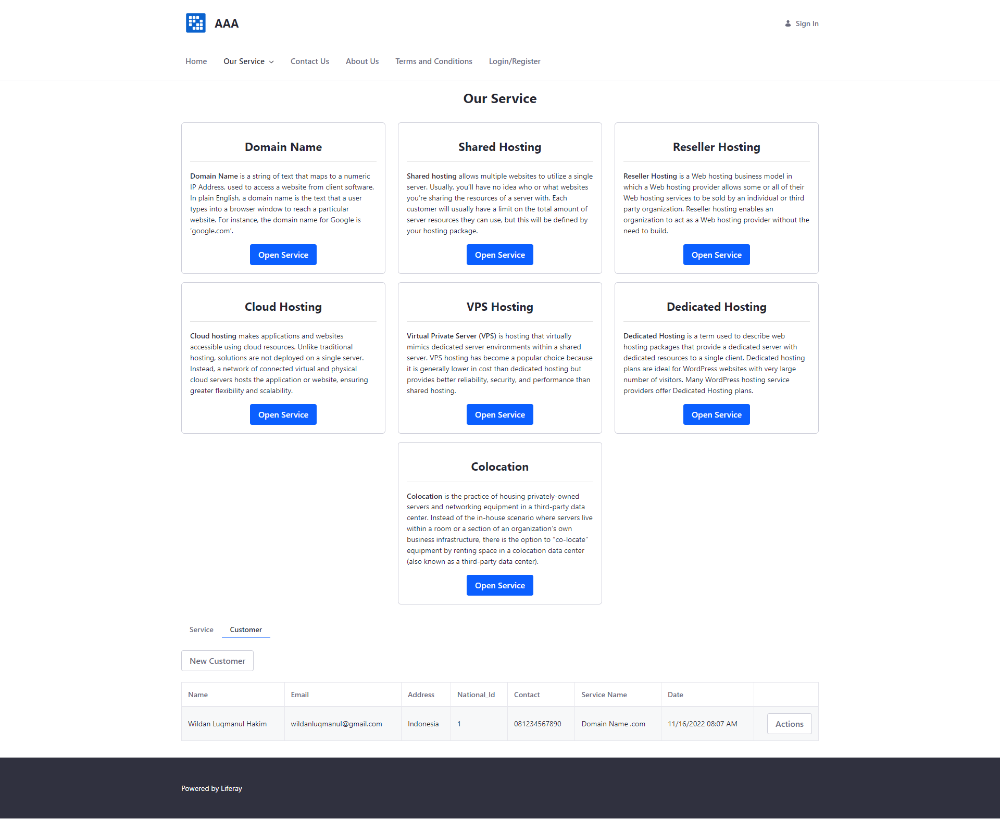 AAA
Sign In
Home
Our Service
Contact Us
About Us
Terms and Conditions
Login/Register
Our Service
Domain Name
Domain Name is a string of text that maps to a numeric
IP Address, used to access a website from client software.
In plain English, a domain name is the text that a user
types into a browser window to reach a particular
website. For instance, the domain name for Google is
‘google.com’.
Open Service
Shared Hosting
Shared hosting allows multiple websites to utilize a single
server. Usually, you’ll have no idea who or what websites
you’re sharing the resources of a server with. Each
customer will usually have a limit on the total amount of
server resources they can use, but this will be defined by
your hosting package.
Open Service
Reseller Hosting
Reseller Hosting is a Web hosting business model in
which a Web hosting provider allows some or all of their
Web hosting services to be sold by an individual or third
party organization. Reseller hosting enables an
organization to act as a Web hosting provider without the
need to build.
Open Service
Cloud Hosting
Cloud hosting makes applications and websites
accessible using cloud resources. Unlike traditional
hosting, solutions are not deployed on a single server.
Instead, a network of connected virtual and physical
cloud servers hosts the application or website, ensuring
greater flexibility and scalability.
Open Service
VPS Hosting
Virtual Private Server (VPS) is hosting that virtually
mimics dedicated server environments within a shared
server. VPS hosting has become a popular choice because
it is generally lower in cost than dedicated hosting but
provides better reliability, security, and performance than
shared hosting.
Open Service
Dedicated Hosting
Dedicated Hosting is a term used to describe web
hosting packages that provide a dedicated server with
dedicated resources to a single client. Dedicated hosting
plans are ideal for WordPress websites with very large
number of visitors. Many WordPress hosting service
providers offer Dedicated Hosting plans.
Open Service
Colocation
Colocation is the practice of housing privately-owned
servers and networking equipment in a third-party data
center. Instead of the in-house scenario where servers live
within a room or a section of an organization’s own
business infrastructure, there is the option to “co-locate”
equipment by renting space in a colocation data center
(also known as a third-party data center).
Open Service
Service
Customer
New Customer
Name Email Address National_Id Contact Service Name Date
Wildan Luqmanul Hakim wildanluqmanul@gmail.com Indonesia 1 081234567890 Domain Name .com 11/16/2022 08:07 AM Actions
Powered by Liferay